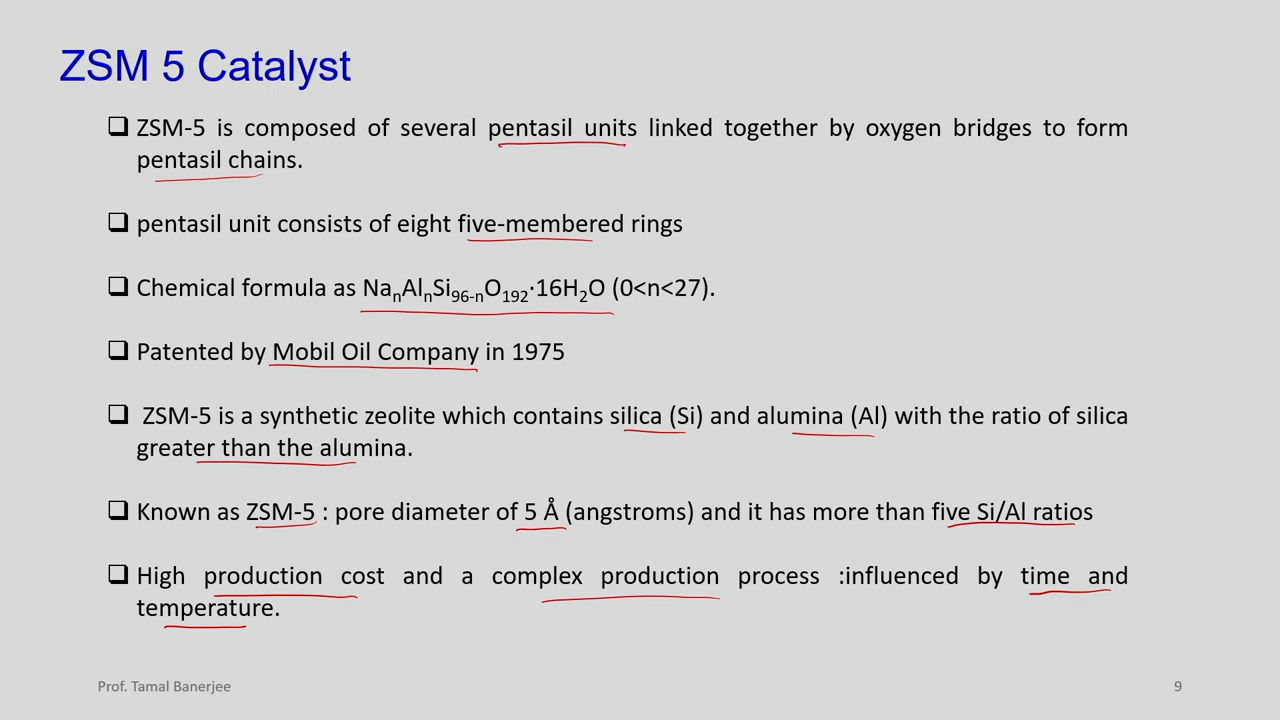 ZSM 5 Catalyst
❑ ZSM-5 is composed of several pentasil units linked together by oxygen bridges to form
pentasil chains.
❑ pentasil unit consists of eight five-membered rings
❑ Chemical formula as NaₙAlₙSi₉₆₋ₙO₁₉₂·16H₂O (0<n<27).
❑ Patented by Mobil Oil Company in 1975
❑ ZSM-5 is a synthetic zeolite which contains silica (Si) and alumina (Al) with the ratio of silica
greater than the alumina.
❑ Known as ZSM-5 : pore diameter of 5 Å (angstroms) and it has more than five Si/Al ratios
❑ High production cost and a complex production process :influenced by time and
temperature.
Prof. Tamal Banerjee
9